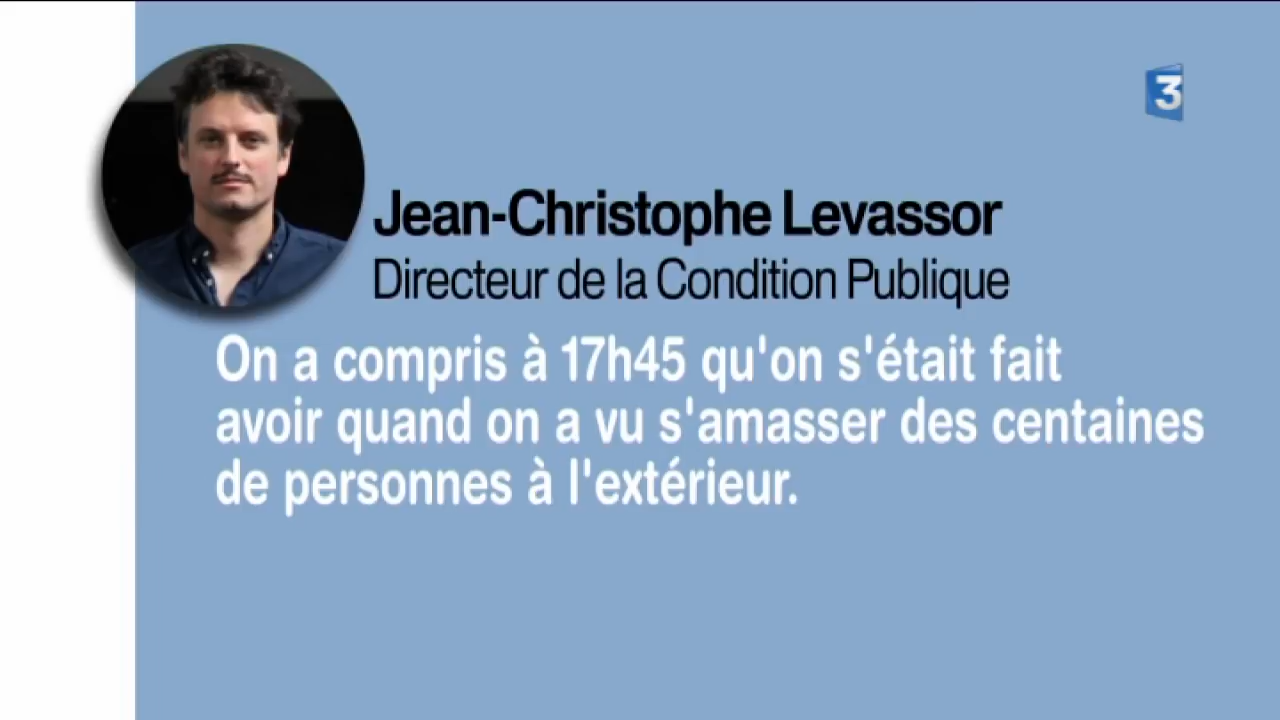 3
Jean-Christophe Levassor
Directeur de la Condition Publique
On a compris à 17h45 qu'on s'était fait
avoir quand on a vu s'amasser des centaines
de personnes à l'extérieur.